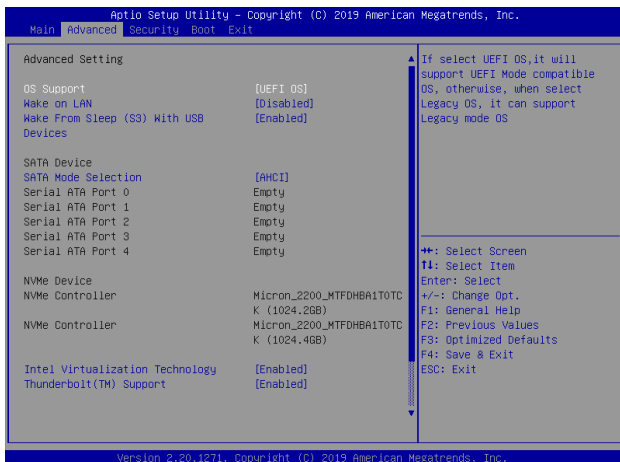 Aptio Setup Utility – Copyright (C) 2019 American Megatrends, Inc.
Main Advanced Security Boot Exit
Advanced Setting
OS Support [UEFI OS]
Wake on LAN [Disabled]
Wake From Sleep (S3) With USB [Enabled]
Devices
SATA Device
SATA Mode Selection [AHCI]
Serial ATA Port 0 Empty
Serial ATA Port 1 Empty
Serial ATA Port 2 Empty
Serial ATA Port 3 Empty
Serial ATA Port 4 Empty
NVMe Device
NVMe Controller Micron_2200_MTFDHBA1T0TC
K (1024.2GB)
NVMe Controller Micron_2200_MTFDHBA1T0TC
K (1024.4GB)
Intel Virtualization Technology [Enabled]
Thunderbolt(TM) Support [Enabled]
If select UEFI OS,it will
support UEFI Mode compatible
OS, otherwise, when select
Legacy OS, it can support
Legacy mode OS
→←: Select Screen
↑↓: Select Item
Enter: Select
+/-: Change Opt.
F1: General Help
F2: Previous Values
F3: Optimized Defaults
F4: Save & Exit
ESC: Exit
Version 2.20.1271. Copyright (C) 2019 American Megatrends, Inc.